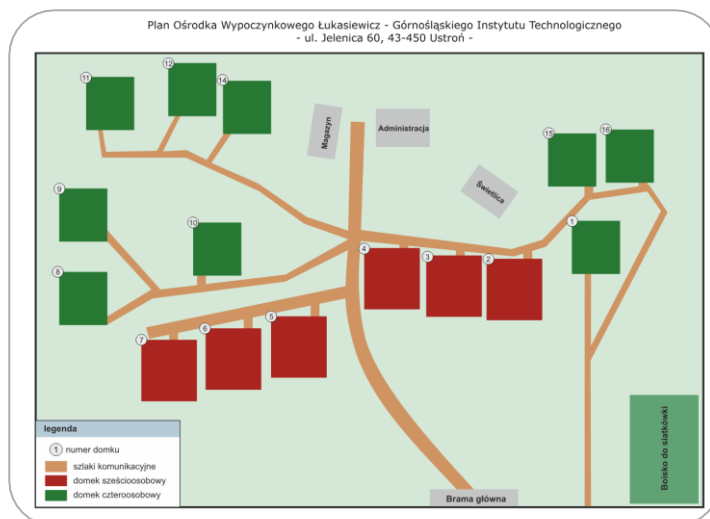 Plan Ośrodka Wypoczynkowego Łukasiewicz - Górnośląskiego Instytutu Technologicznego
- ul. Jelenica 60, 43-450 Ustroń -
11
12
14
Magazyn
Administracja
15
16
Świetlica
9
10
1
8
4
3
2
7
6
5
legenda
1 numer domku
szlaki komunikacyjne
domek sześcioosobowy
domek czteroosobowy
Boisko do siatkówki
Brama główna